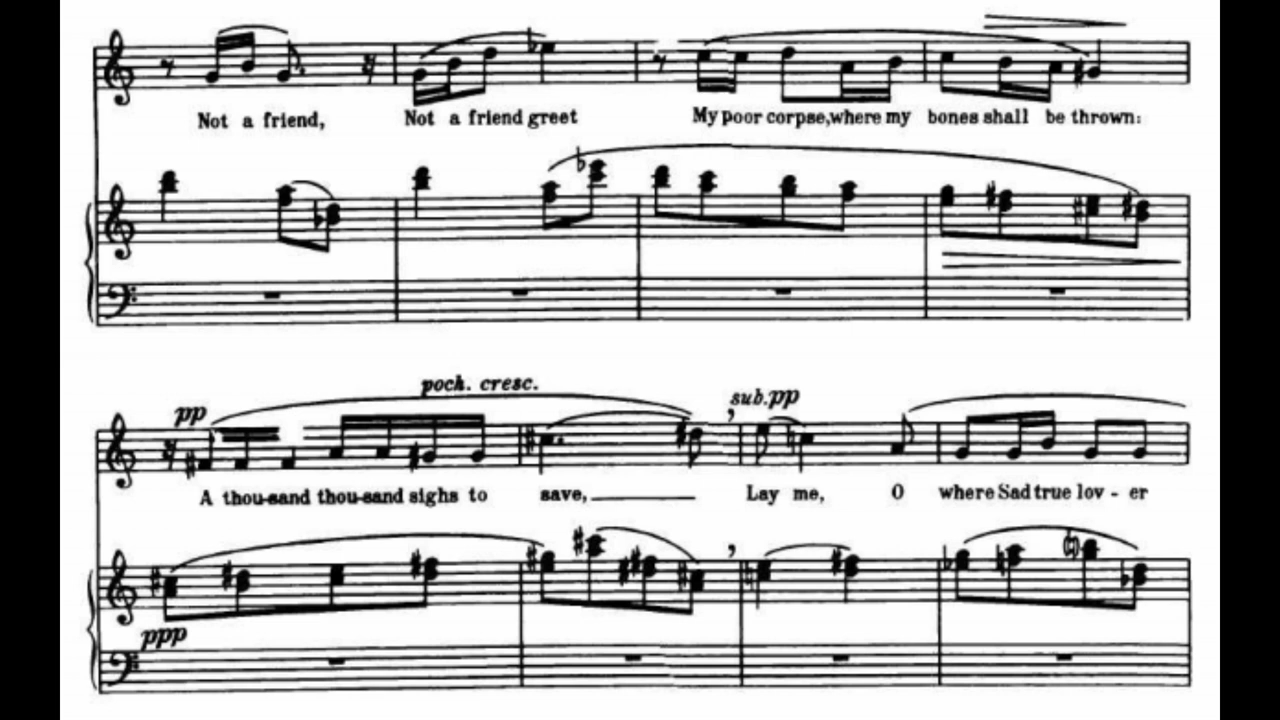 Not a friend, Not a friend greet My poor corpse, where my bones shall be thrown:
poch. cresc.
pp sub. pp
A thou-sand thou-sand sighs to save, Lay me, O where Sad true lov - er
ppp